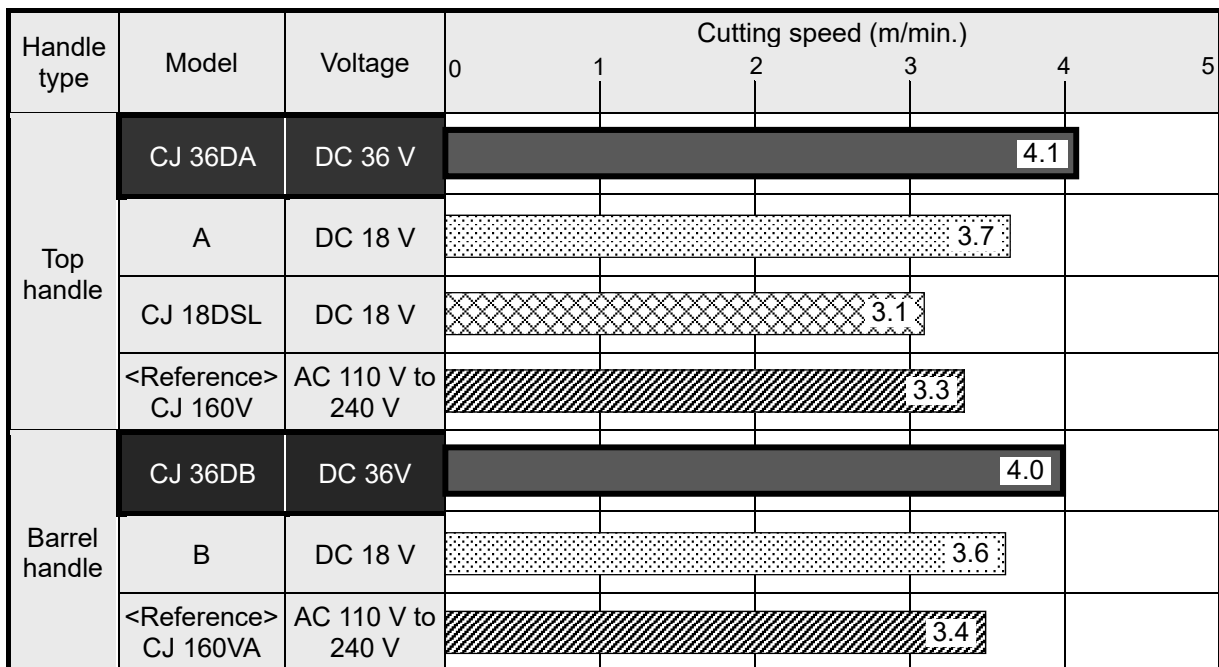 Handle type Model Voltage Cutting speed (m/min.)
0 1 2 3 4 5
Top handle
CJ 36DA DC 36 V 4.1
A DC 18 V 3.7
CJ 18DSL DC 18 V 3.1
<Reference> CJ 160V AC 110 V to 240 V 3.3
Barrel handle
CJ 36DB DC 36V 4.0
B DC 18 V 3.6
<Reference> CJ 160VA AC 110 V to 240 V 3.4